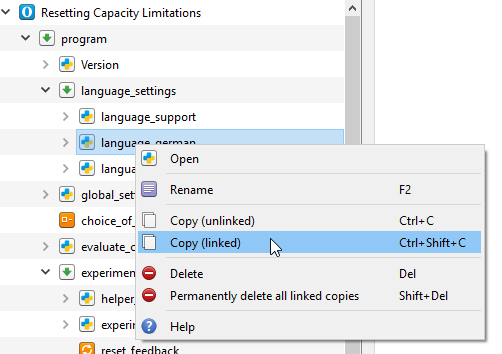 Resetting Capacity Limitations
program
Version
language_settings
language_support
language_german
Open
Rename F2
Copy (unlinked) Ctrl+C
Copy (linked) Ctrl+Shift+C
Delete Del
Permanently delete all linked copies Shift+Del
Help
langua
global_set
choice_of_
evaluate_c
experimen
helper_
experi
reset_feedback